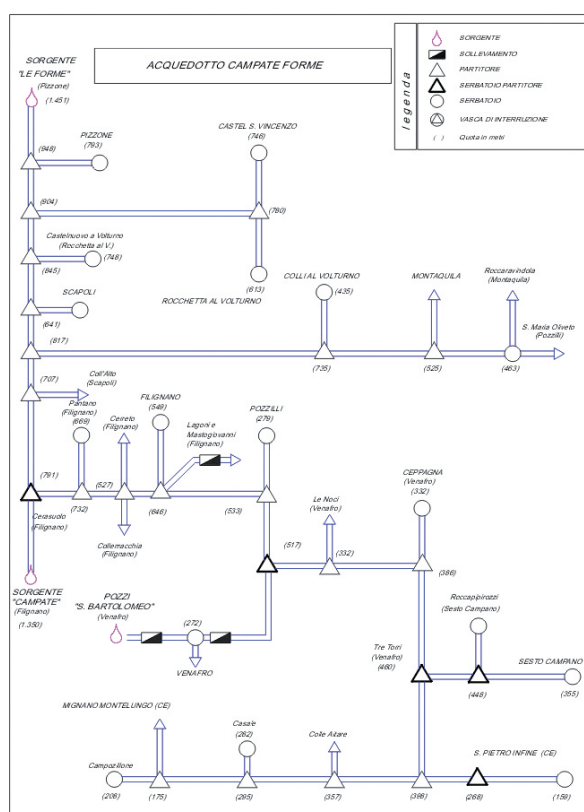 SORGENTE
"LE FORME"
(Pizzone)
(1.451)
ACQUEDOTTO CAMPATE FORME
legenda
SORGENTE
SOLLEVAMENTO
PARTITORE
SERBATOIO PARTITORE
SERBATOIO
VASCA DI INTERRUZIONE
( ) Quota in metri
PIZZONE
(793)
(948)
CASTEL S. VINCENZO
(746)
(904)
(780)
Castelnuovo a Volturno
(Rocchetta al V.)
(748)
(845)
(613)
ROCCHETTA AL VOLTURNO
SCAPOLI
(641)
COLLI AL VOLTURNO
(435)
MONTAQUILA
Roccaravindola
(Montaquila)
S. Maria Oliveto
(Pozzilli)
(817)
(735)
(525)
(463)
(707)
Coll'Alto
(Scapoli)
Pantano
(Filignano)
(669)
Cerreto
(Filignano)
FILIGNANO
(549)
Lagoni e
Mastogiovanni
(Filignano)
POZZILLI
(279)
(791)
(732)
(527)
(646)
(533)
Cerasuolo
(Filignano)
Collemacchia
(Filignano)
Le Noci
(Venafro)
CEPPAGNA
(Venafro)
(332)
(517)
(332)
(386)
SORGENTE
"CAMPATE"
(Filignano)
(1.350)
POZZI
"S. BARTOLOMEO"
(Venafro)
(272)
VENAFRO
Roccapipirozzi
(Sesto Campano)
Tre Torri
(Venafro)
(460)
(448)
SESTO CAMPANO
(355)
MIGNANO MONTELUNGO (CE)
Casale
(262)
Colle Altare
S. PIETRO INFINE (CE)
Campozillone
(206)
(175)
(295)
(357)
(398)
(268)
(159)